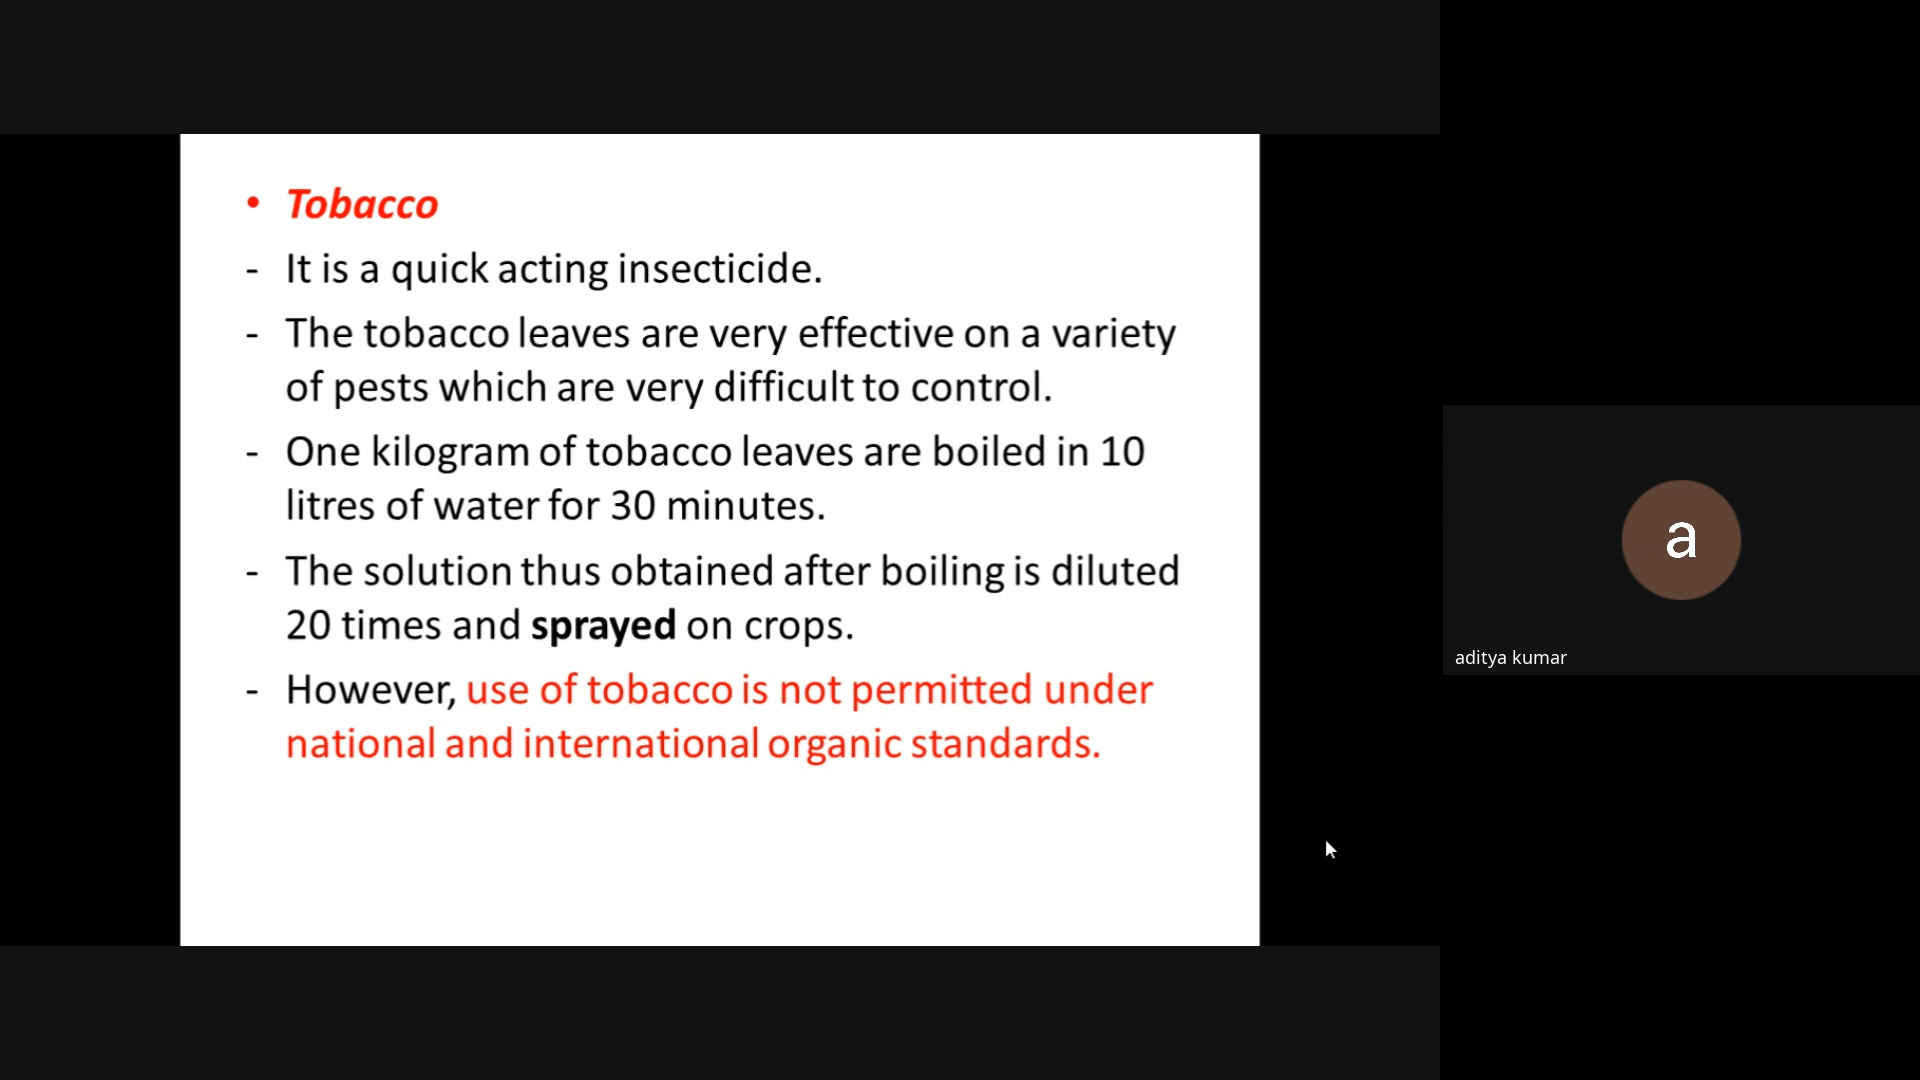 • Tobacco
- It is a quick acting insecticide.
- The tobacco leaves are very effective on a variety
of pests which are very difficult to control.
- One kilogram of tobacco leaves are boiled in 10
litres of water for 30 minutes.
- The solution thus obtained after boiling is diluted
20 times and sprayed on crops.
- However, use of tobacco is not permitted under
national and international organic standards.
a
aditya kumar